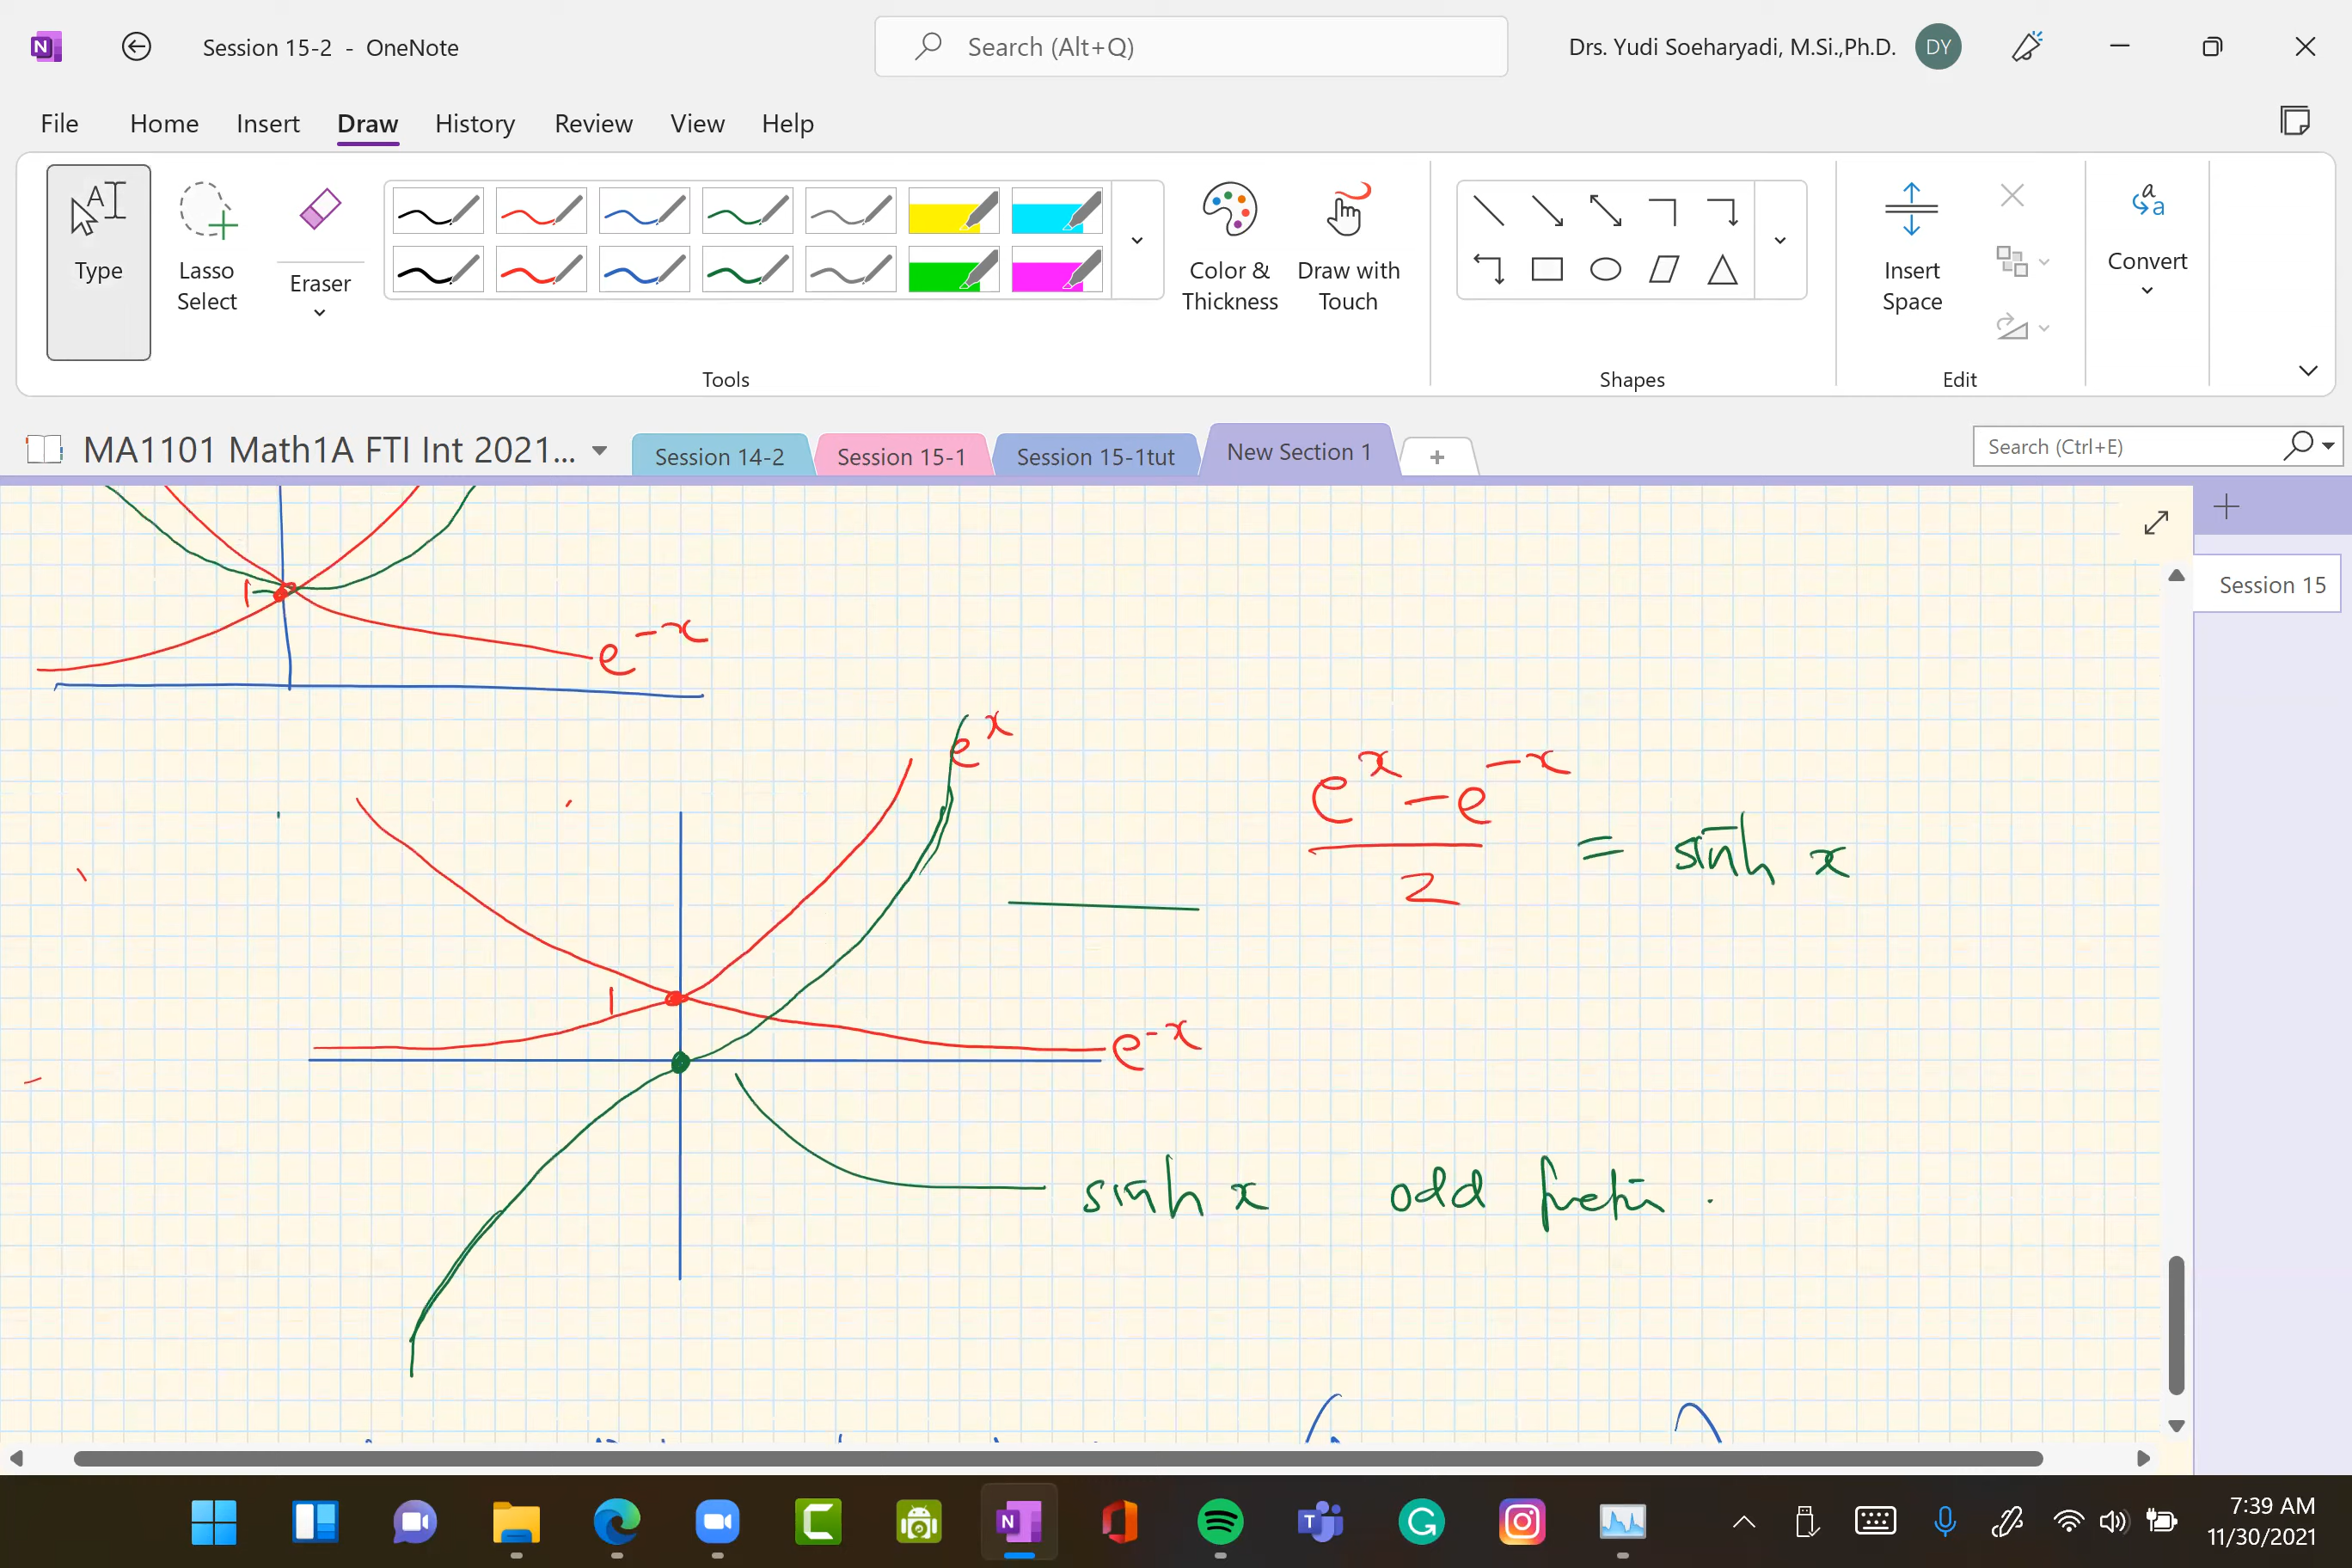 Session 15-2 - OneNote
Search (Alt+Q)
Drs. Yudi Soeharyadi, M.Si.,Ph.D.
DY
File Home Insert Draw History Review View Help
Type
Lasso Select
Eraser
Color & Thickness
Draw with Touch
Insert Space
Convert
Tools
Shapes
Edit
MA1101 Math1A FTI Int 2021...
Session 14-2
Session 15-1
Session 15-1tut
New Section 1
Search (Ctrl+E)
Session 15
1
e^{-x}
e^x
\frac{e^x - e^{-x}}{2} = sinh x
1
e^{-x}
sinh x odd
7:39 AM
11/30/2021